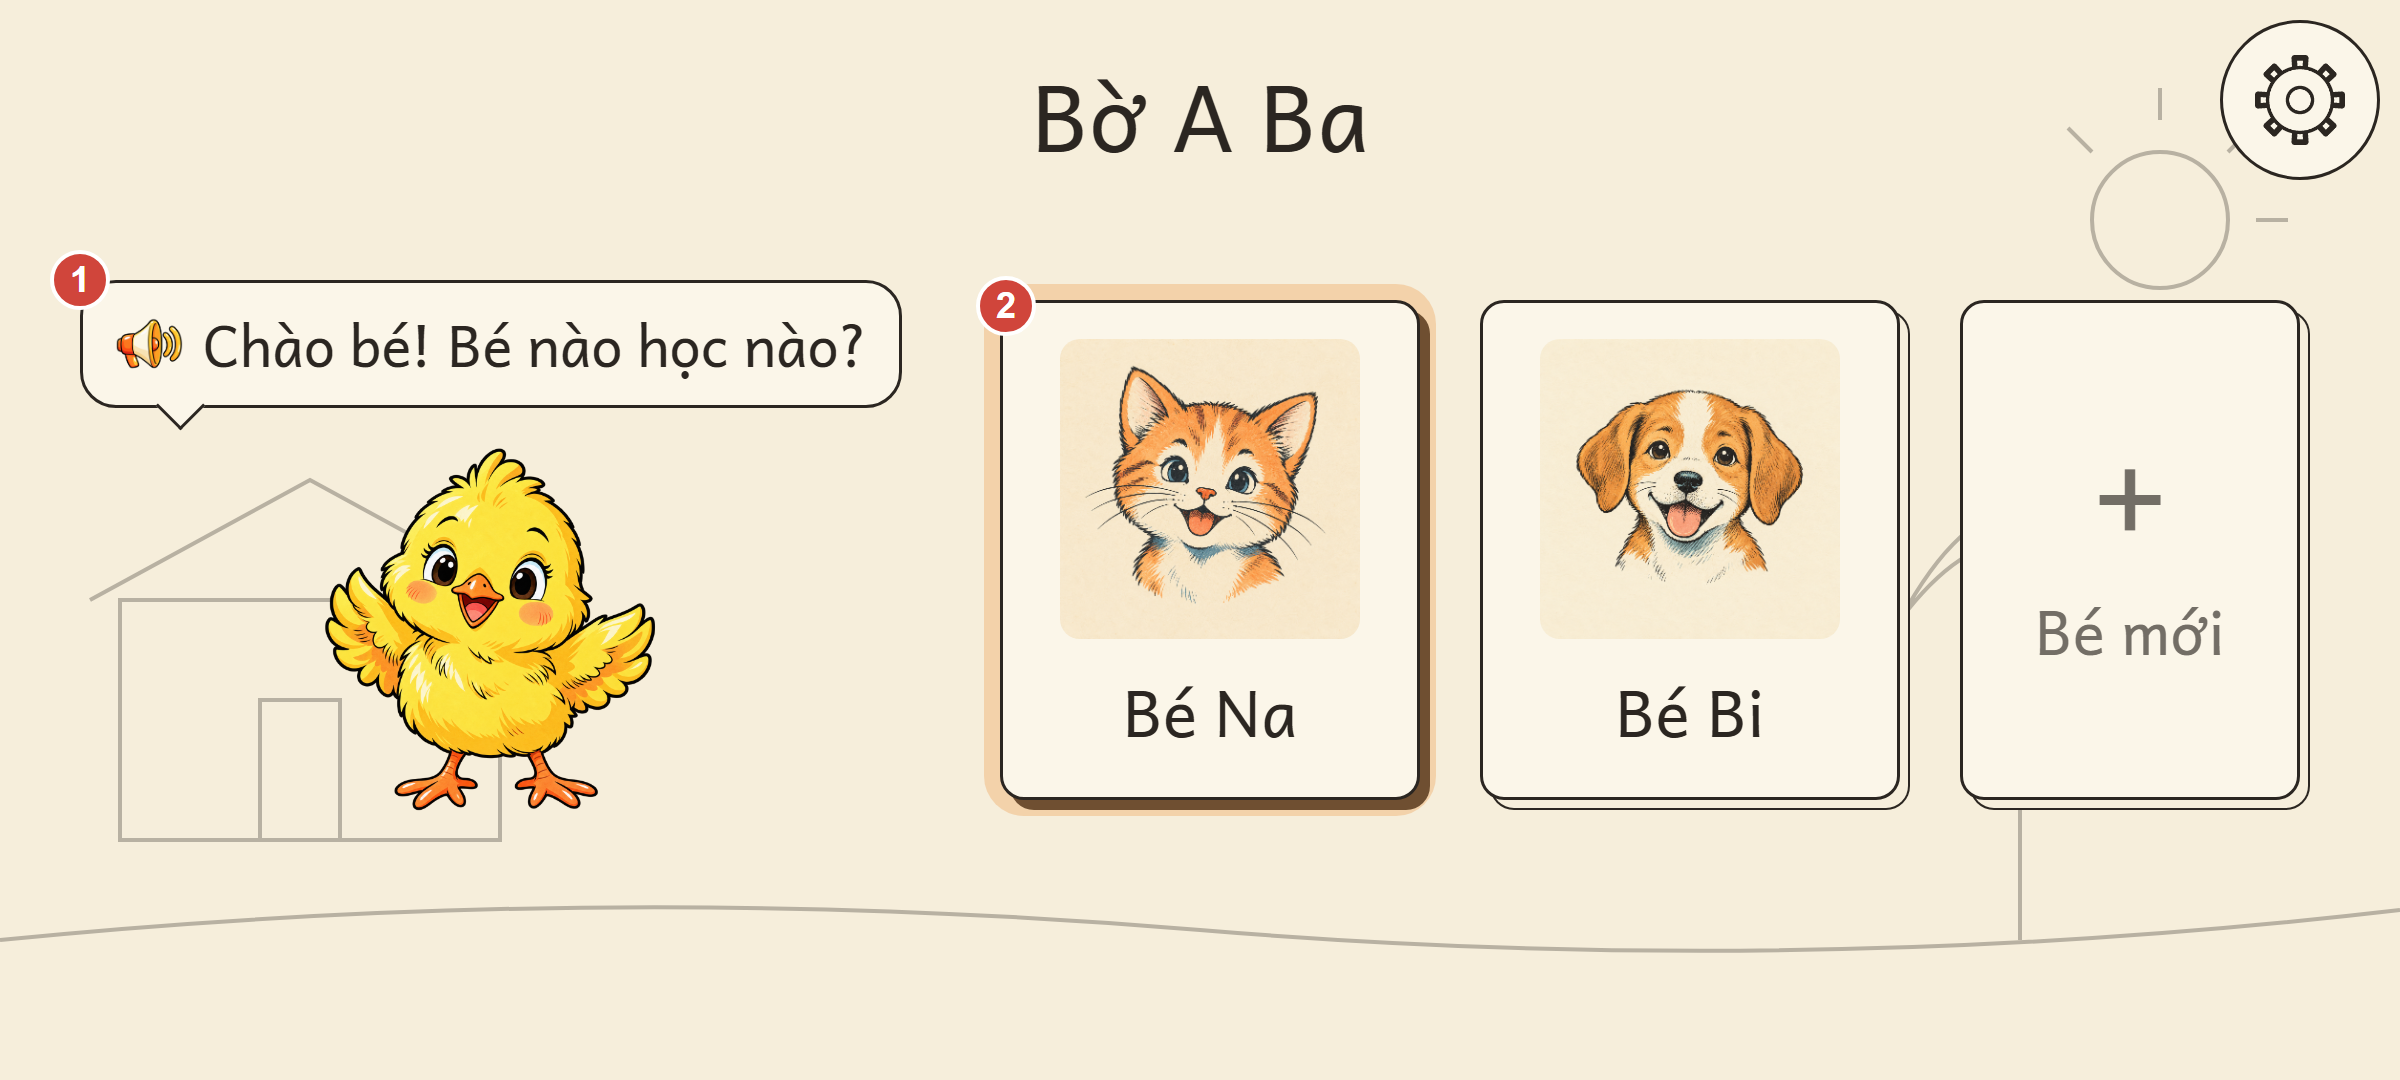 Bờ A Ba
1
Chào bé! Bé nào học nào?
2
Bé Na
Bé Bi
+
Bé mới